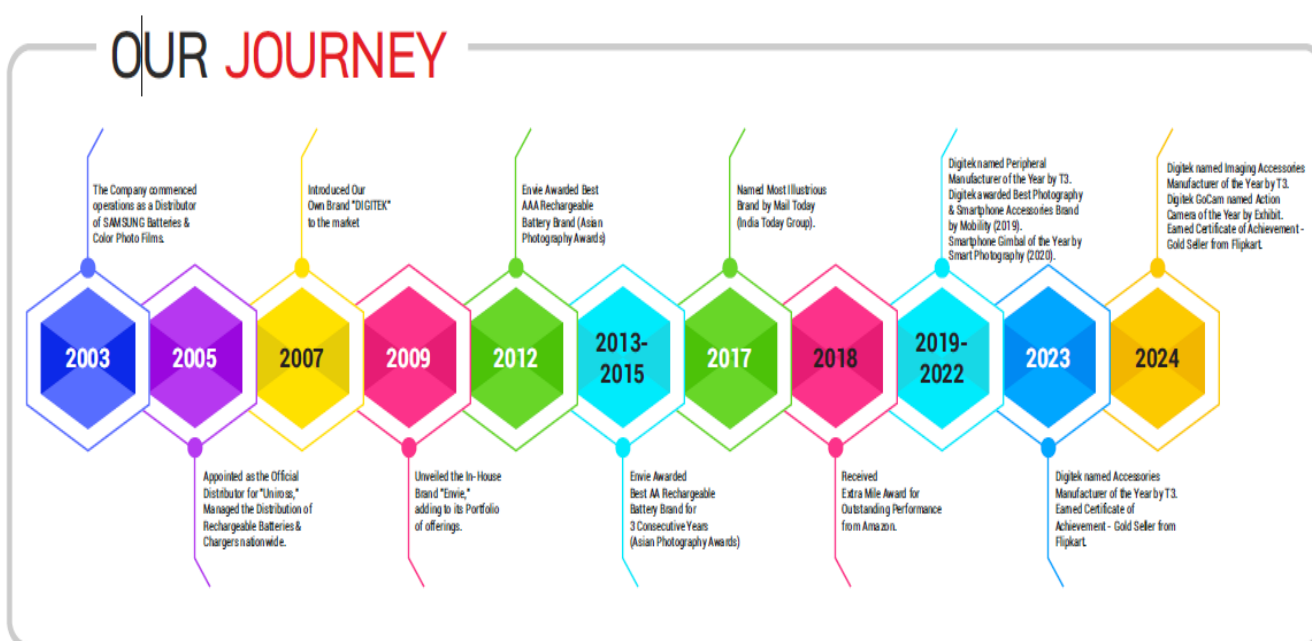 OUR JOURNEY
The Company commenced
operations as a Distributor
of SAMSUNG Batteries &
Color Photo Films.
Introduced Our
Own Brand "DIGITEK"
to the market
Envie Awarded Best
AAA Rechargeable
Battery Brand (Asian
Photography Awards)
Named Most Illustrious
Brand by Mail Today
(India Today Group).
Digitek named Peripheral
Manufacturer of the Year by T3.
Digitek awarded Best Photography
& Smartphone Accessories Brand
by Mobility (2019).
Smartphone Gimbal of the Year by
Smart Photography (2020).
Digitek named Imaging Accessories
Manufacturer of the Year by T3.
Digitek GoCam named Action
Camera of the Year by Exhibit.
Earned Certificate of Achievement -
Gold Seller from Flipkart.
2003
2005
2007
2009
2012
2013-
2015
2017
2018
2019-
2022
2023
2024
Appointed as the Official
Distributor for "Uniross,"
Managed the Distribution of
Rechargeable Batteries &
Chargers nationwide.
Unveiled the In-House
Brand "Envie,"
adding to its Portfolio
of offerings.
Envie Awarded
Best AA Rechargeable
Battery Brand for
3 Consecutive Years
(Asian Photography Awards)
Received
Extra Mile Award for
Outstanding Performance
from Amazon.
Digitek named Accessories
Manufacturer of the Year by T3.
Earned Certificate of
Achievement - Gold Seller from
Flipkart.